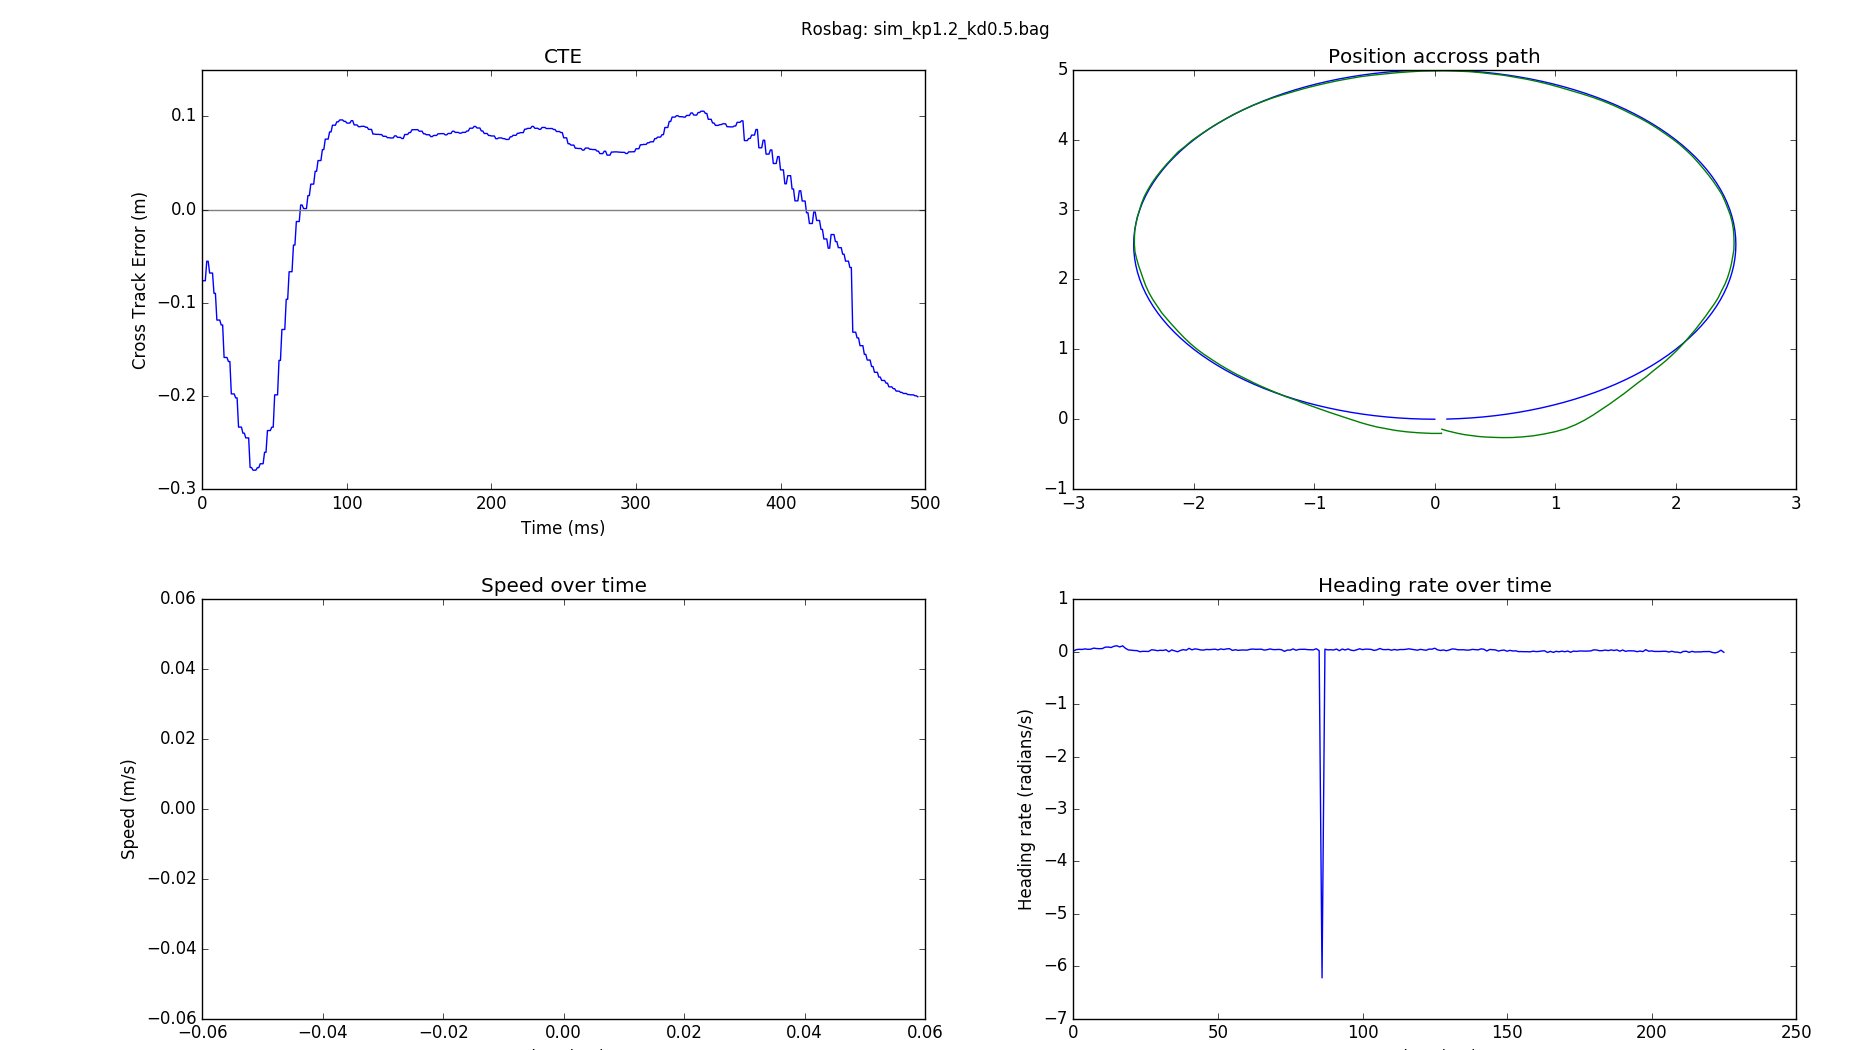 Rosbag: sim_kp1.2_kd0.5.bag
CTE
Cross Track Error (m)
0.1
0.0
−0.1
−0.2
−0.3
0 100 200 300 400 500
Time (ms)
Position accross path
5
4
3
2
1
0
−1
−3 −2 −1 0 1 2 3
Speed over time
Speed (m/s)
0.06
0.04
0.02
0.00
−0.02
−0.04
−0.06
−0.06 −0.04 −0.02 0.00 0.02 0.04 0.06
Heading rate over time
Heading rate (radians/s)
1
0
−1
−2
−3
−4
−5
−6
−7
0 50 100 150 200 250